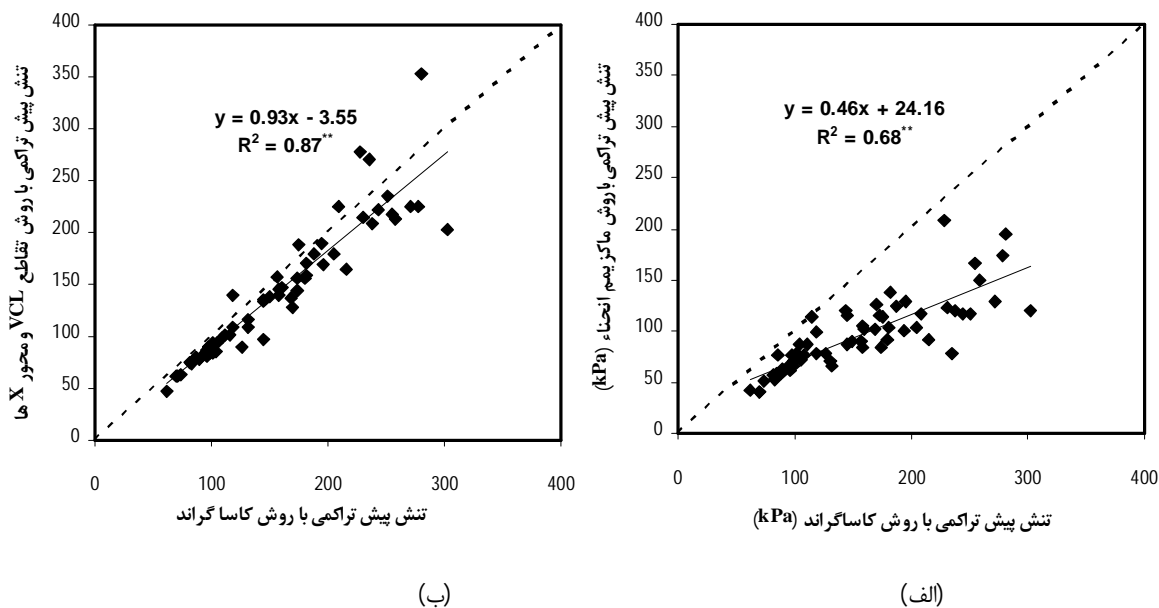 400
350
300
250
200
150
100
50
0
تنش پیش تراکمی با روش تقاطع VCL و محور X ها
y = 0.93x - 3.55
R² = 0.87**
0 100 200 300 400
تنش پیش تراکمی با روش کاسا گراند
(ب)
400
350
300
250
200
150
100
50
0
تنش پیش تراکمی باروش ماکزیمم انحناء (kPa)
y = 0.46x + 24.16
R² = 0.68**
0 100 200 300 400
تنش پیش تراکمی با روش کاساگراند (kPa)
(الف)